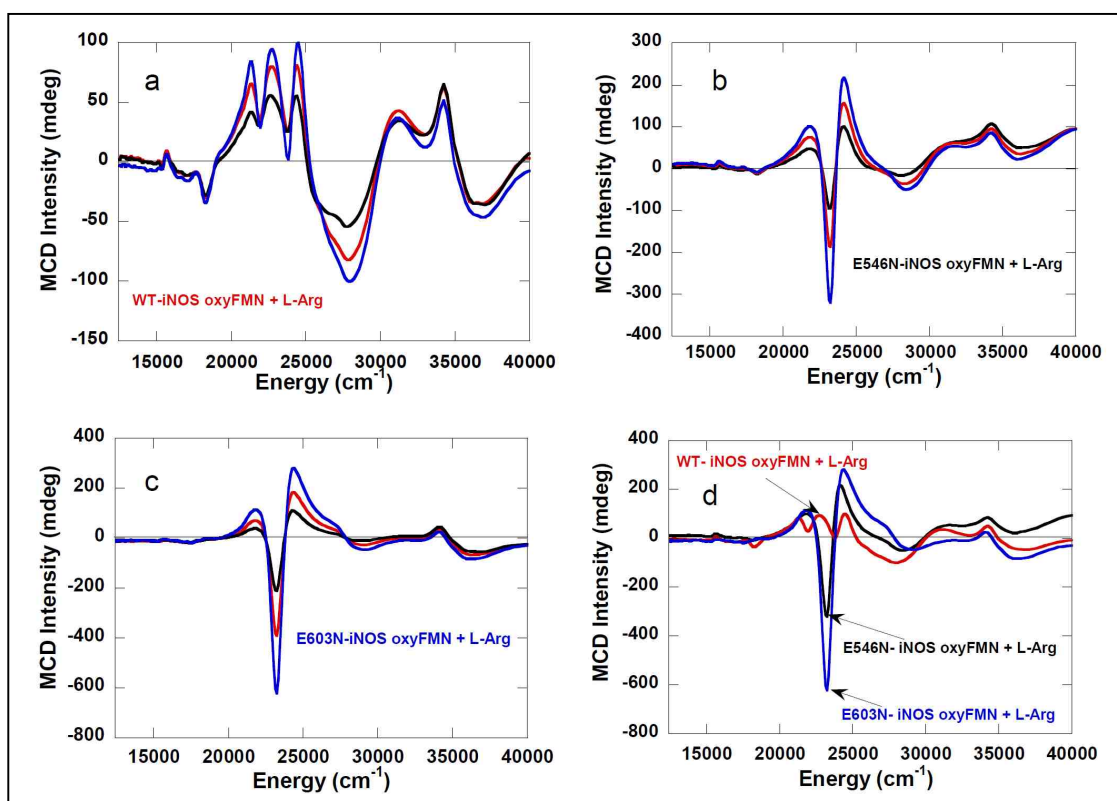 a
MCD Intensity (mdeg)
100
50
0
-50
-100
-150
WT-iNOS oxyFMN + L-Arg
15000 20000 25000 30000 35000 40000
Energy (cm-1)
b
MCD Intensity (mdeg)
300
200
100
0
-100
-200
-300
-400
E546N-iNOS oxyFMN + L-Arg
15000 20000 25000 30000 35000 40000
Energy (cm-1)
c
MCD Intensity (mdeg)
400
200
0
-200
-400
-600
-800
E603N-iNOS oxyFMN + L-Arg
15000 20000 25000 30000 35000 40000
Energy (cm-1)
d
MCD Intensity (mdeg)
400
200
0
-200
-400
-600
-800
WT- iNOS oxyFMN + L-Arg
E546N- iNOS oxyFMN + L-Arg
E603N- iNOS oxyFMN + L-Arg
15000 20000 25000 30000 35000 40000
Energy (cm-1)